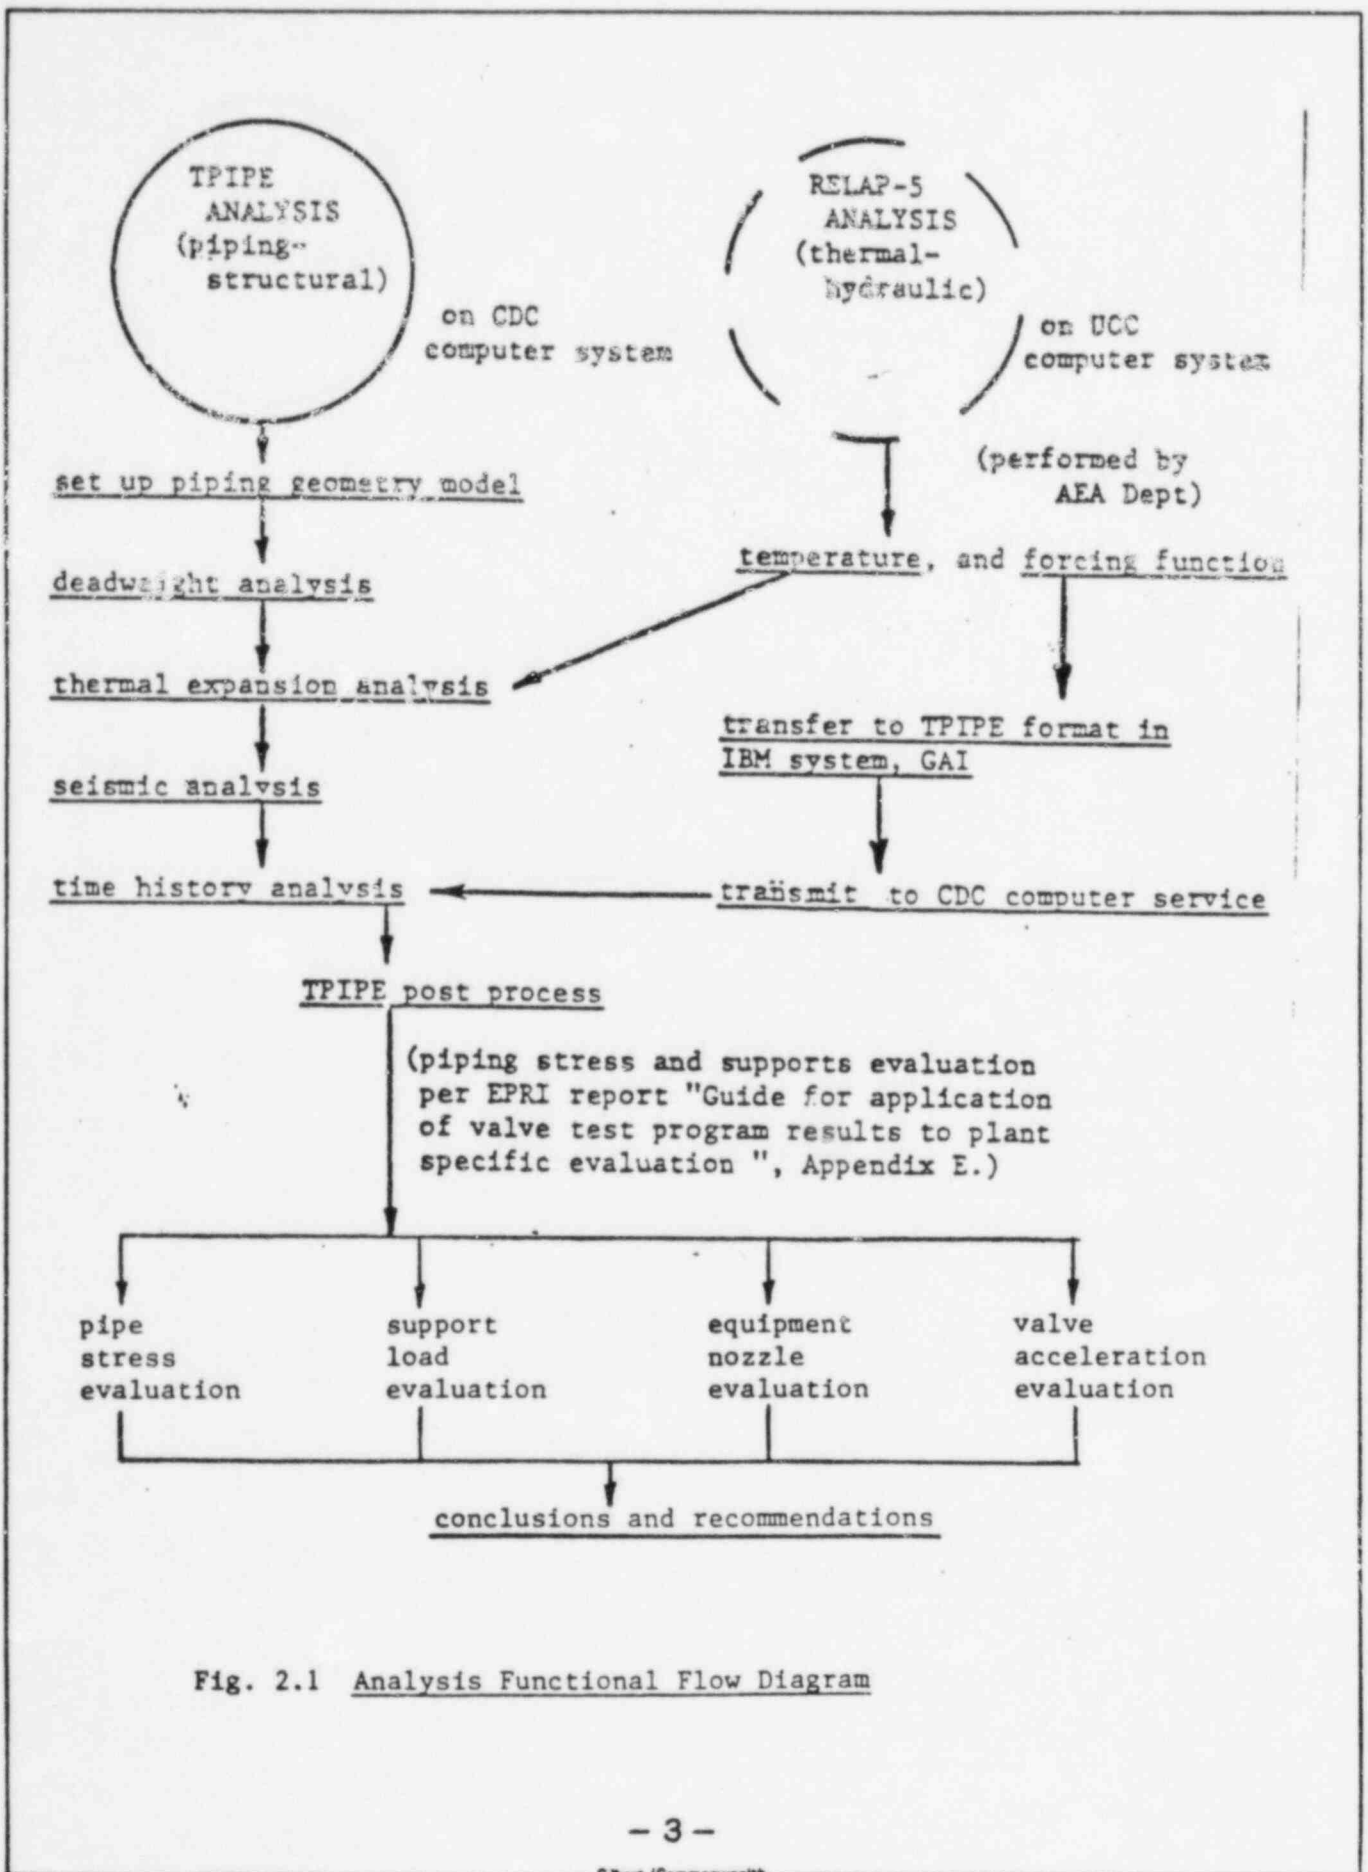 TPIPE
ANALYSIS
(piping-
structural)
on CDC
computer system
RELAP-5
ANALYSIS
(thermal-
hydraulic)
on UCC
computer system
(performed by
AEA Dept)
set up piping geometry model
deadweight analysis
thermal expansion analysis
seismic analysis
time history analysis
temperature, and forcing function
transfer to TPIPE format in
IBM system, GAI
transmit to CDC computer service
TPIPE post process
(piping stress and supports evaluation
per EPRI report "Guide for application
of valve test program results to plant
specific evaluation ", Appendix E.)
pipe
stress
evaluation
support
load
evaluation
equipment
nozzle
evaluation
valve
acceleration
evaluation
conclusions and recommendations
Fig. 2.1 Analysis Functional Flow Diagram
- 3 -